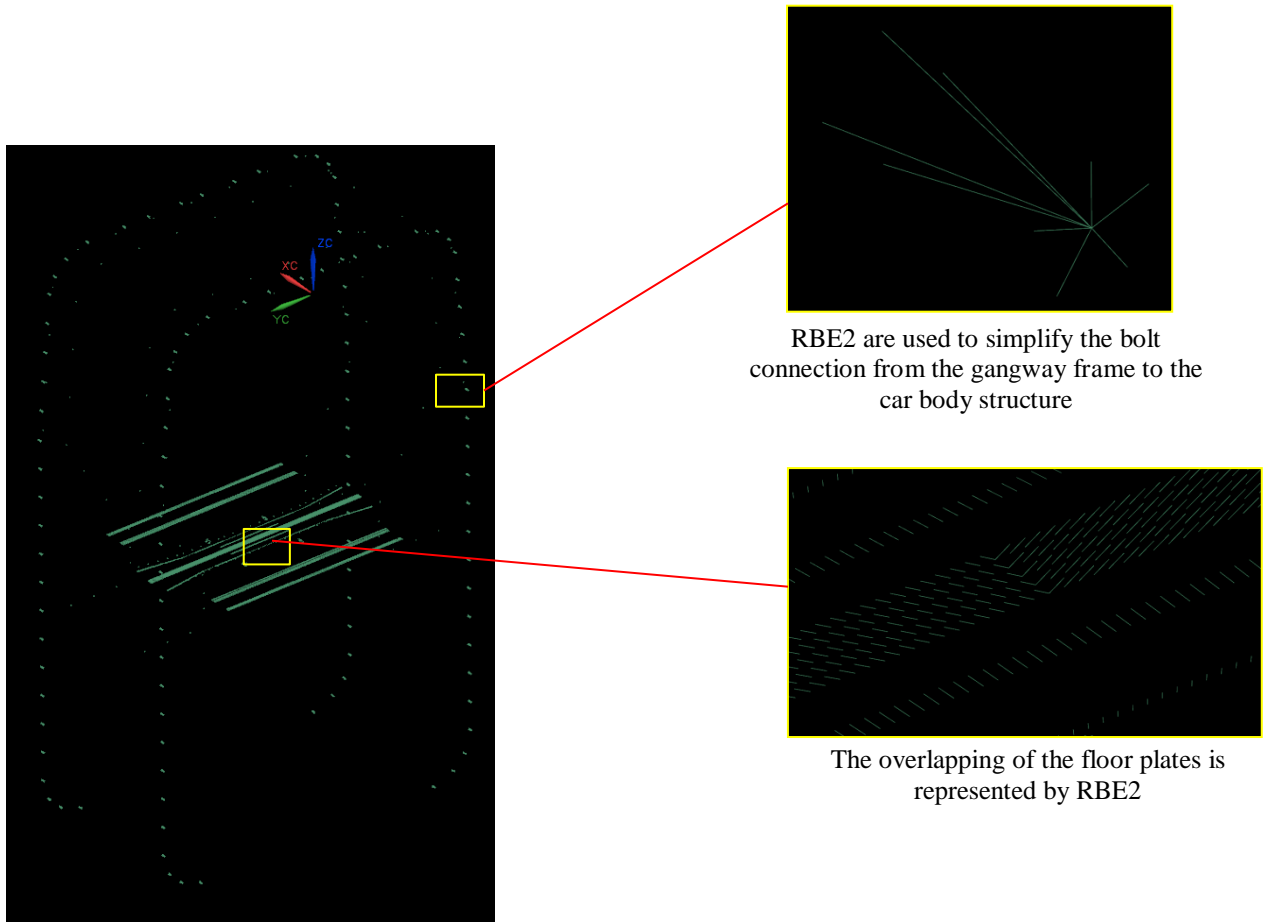 ZC
XC
YC
RBE2 are used to simplify the bolt
connection from the gangway frame to the
car body structure
The overlapping of the floor plates is
represented by RBE2